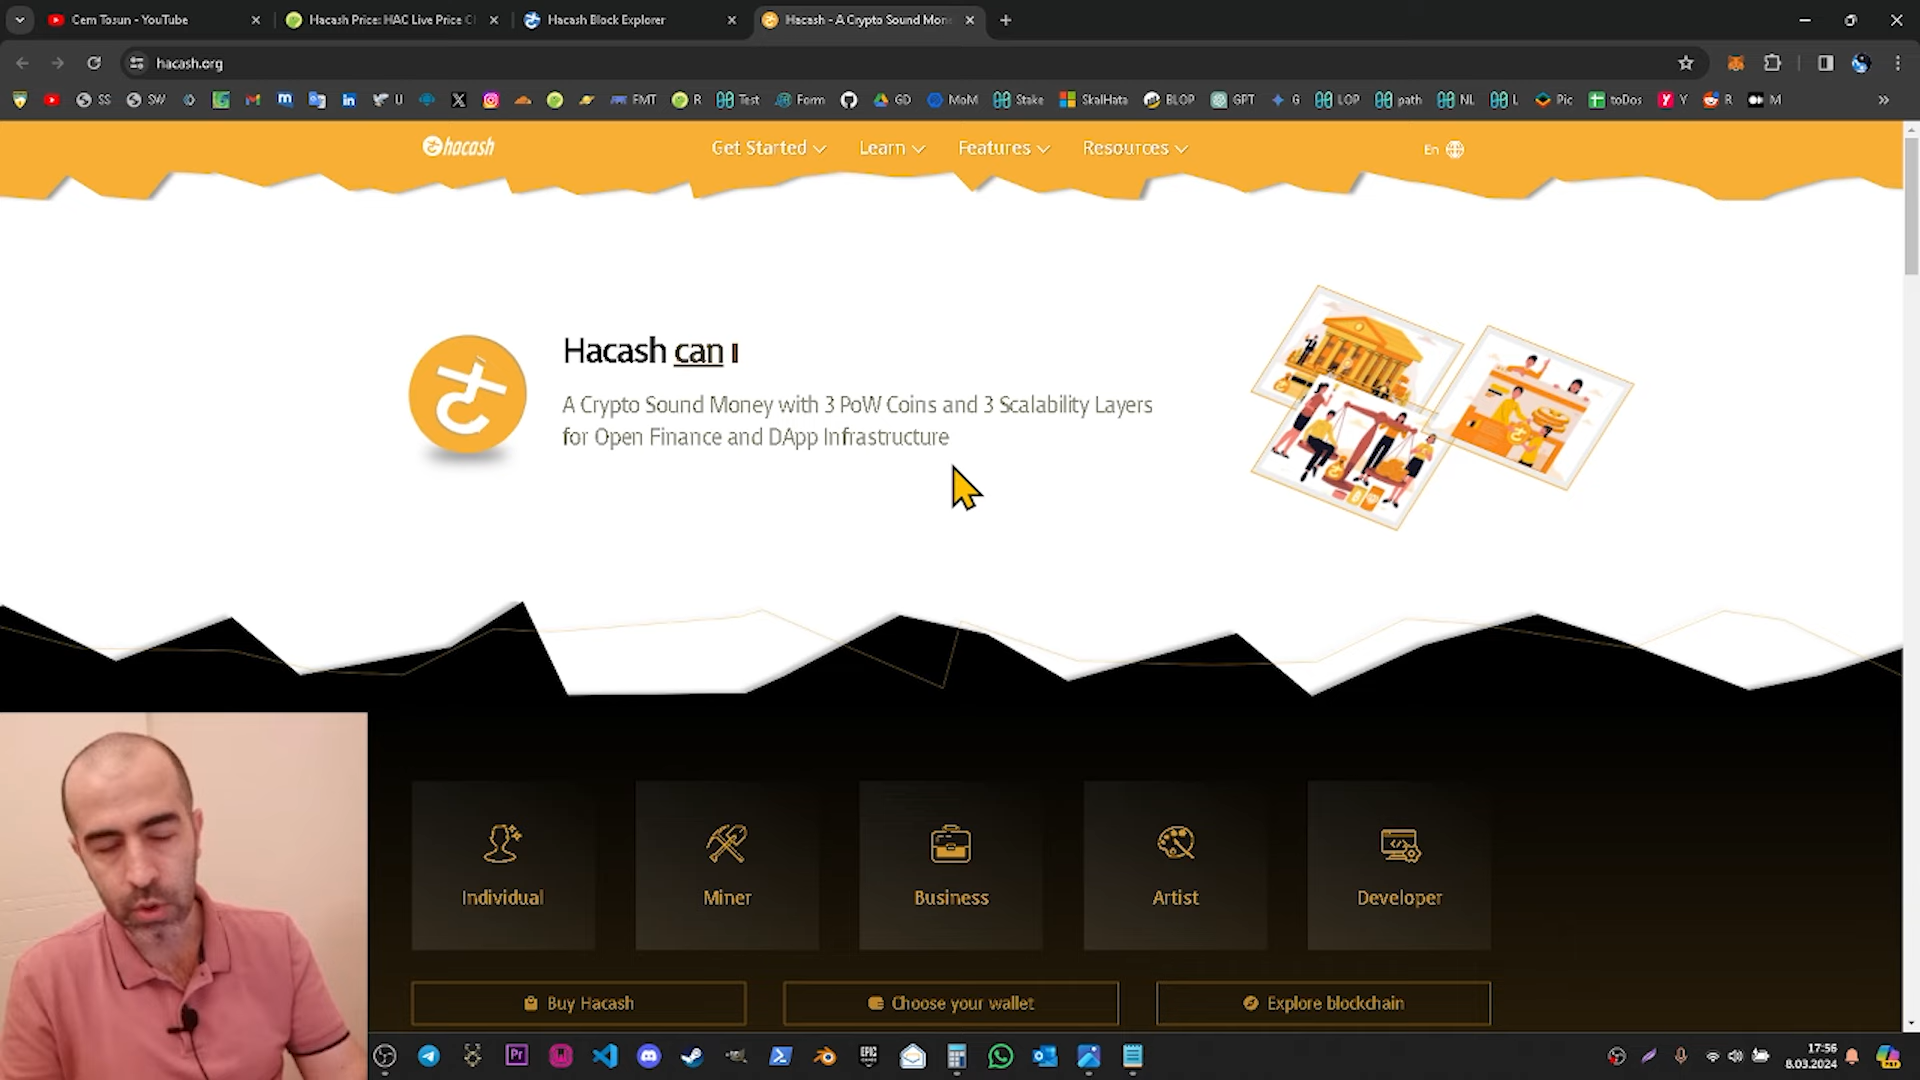 Cem Tosun - YouTube
Hacash Price: HAC Live Price C
Hacash Block Explorer
Hacash - A Crypto Sound Mon
hacash.org
SS
SW
U
FMT
R
Test
Form
GD
MoM
Stake
SkalHata
BLOP
GPT
G
LOP
path
NL
L
Pic
toDos
Y
R
M
hacash
Get Started
Learn
Features
Resources
En
Hacash can
A Crypto Sound Money with 3 PoW Coins and 3 Scalability Layers
for Open Finance and DApp Infrastructure
Individual
Miner
Business
Artist
Developer
Buy Hacash
Choose your wallet
Explore blockchain
Pr
EPIC
17:56
8.03.2024